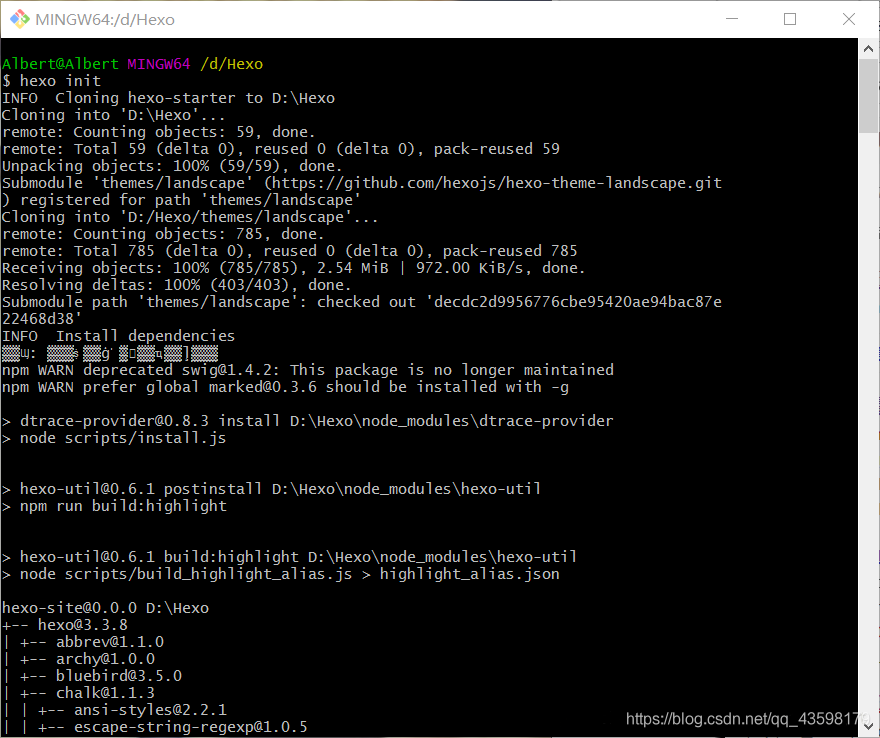 MINGW64:/d/Hexo
Albert@Albert MINGW64 /d/Hexo
$ hexo init
INFO  Cloning hexo-starter to D:\Hexo
Cloning into 'D:\Hexo'...
remote: Counting objects: 59, done.
remote: Total 59 (delta 0), reused 0 (delta 0), pack-reused 59
Unpacking objects: 100% (59/59), done.
Submodule 'themes/landscape' (https://github.com/hexojs/hexo-theme-landscape.git
) registered for path 'themes/landscape'
Cloning into 'D:/Hexo/themes/landscape'...
remote: Counting objects: 785, done.
remote: Total 785 (delta 0), reused 0 (delta 0), pack-reused 785
Receiving objects: 100% (785/785), 2.54 MiB | 972.00 KiB/s, done.
Resolving deltas: 100% (403/403), done.
Submodule path 'themes/landscape': checked out 'decdc2d9956776cbe95420ae94bac87e
22468d38'
INFO  Install dependencies
npm WARN deprecated swig@1.4.2: This package is no longer maintained
npm WARN prefer global marked@0.3.6 should be installed with -g
> dtrace-provider@0.8.3 install D:\Hexo\node_modules\dtrace-provider
> node scripts/install.js
> hexo-util@0.6.1 postinstall D:\Hexo\node_modules\hexo-util
> npm run build:highlight
> hexo-util@0.6.1 build:highlight D:\Hexo\node_modules\hexo-util
> node scripts/build_highlight_alias.js > highlight_alias.json
hexo-site@0.0.0 D:\Hexo
+-- hexo@3.3.8
| +-- abbrev@1.1.0
| +-- archy@1.0.0
| +-- bluebird@3.5.0
| +-- chalk@1.1.3
| | +-- ansi-styles@2.2.1
| | +-- escape-string-regexp@1.0.5